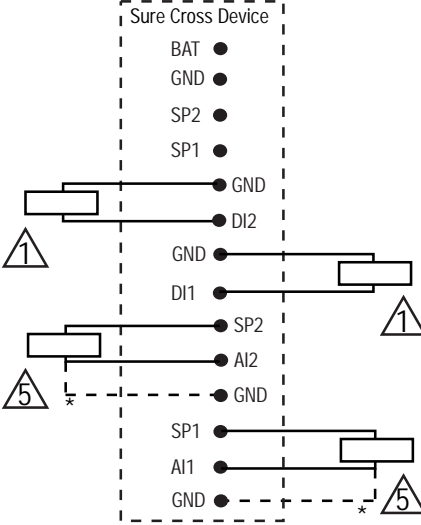 Sure Cross Device
BAT
GND
SP2
SP1
GND
DI2
1
GND
DI1
1
SP2
AI2
5
*
GND
SP1
AI1
GND
*
5